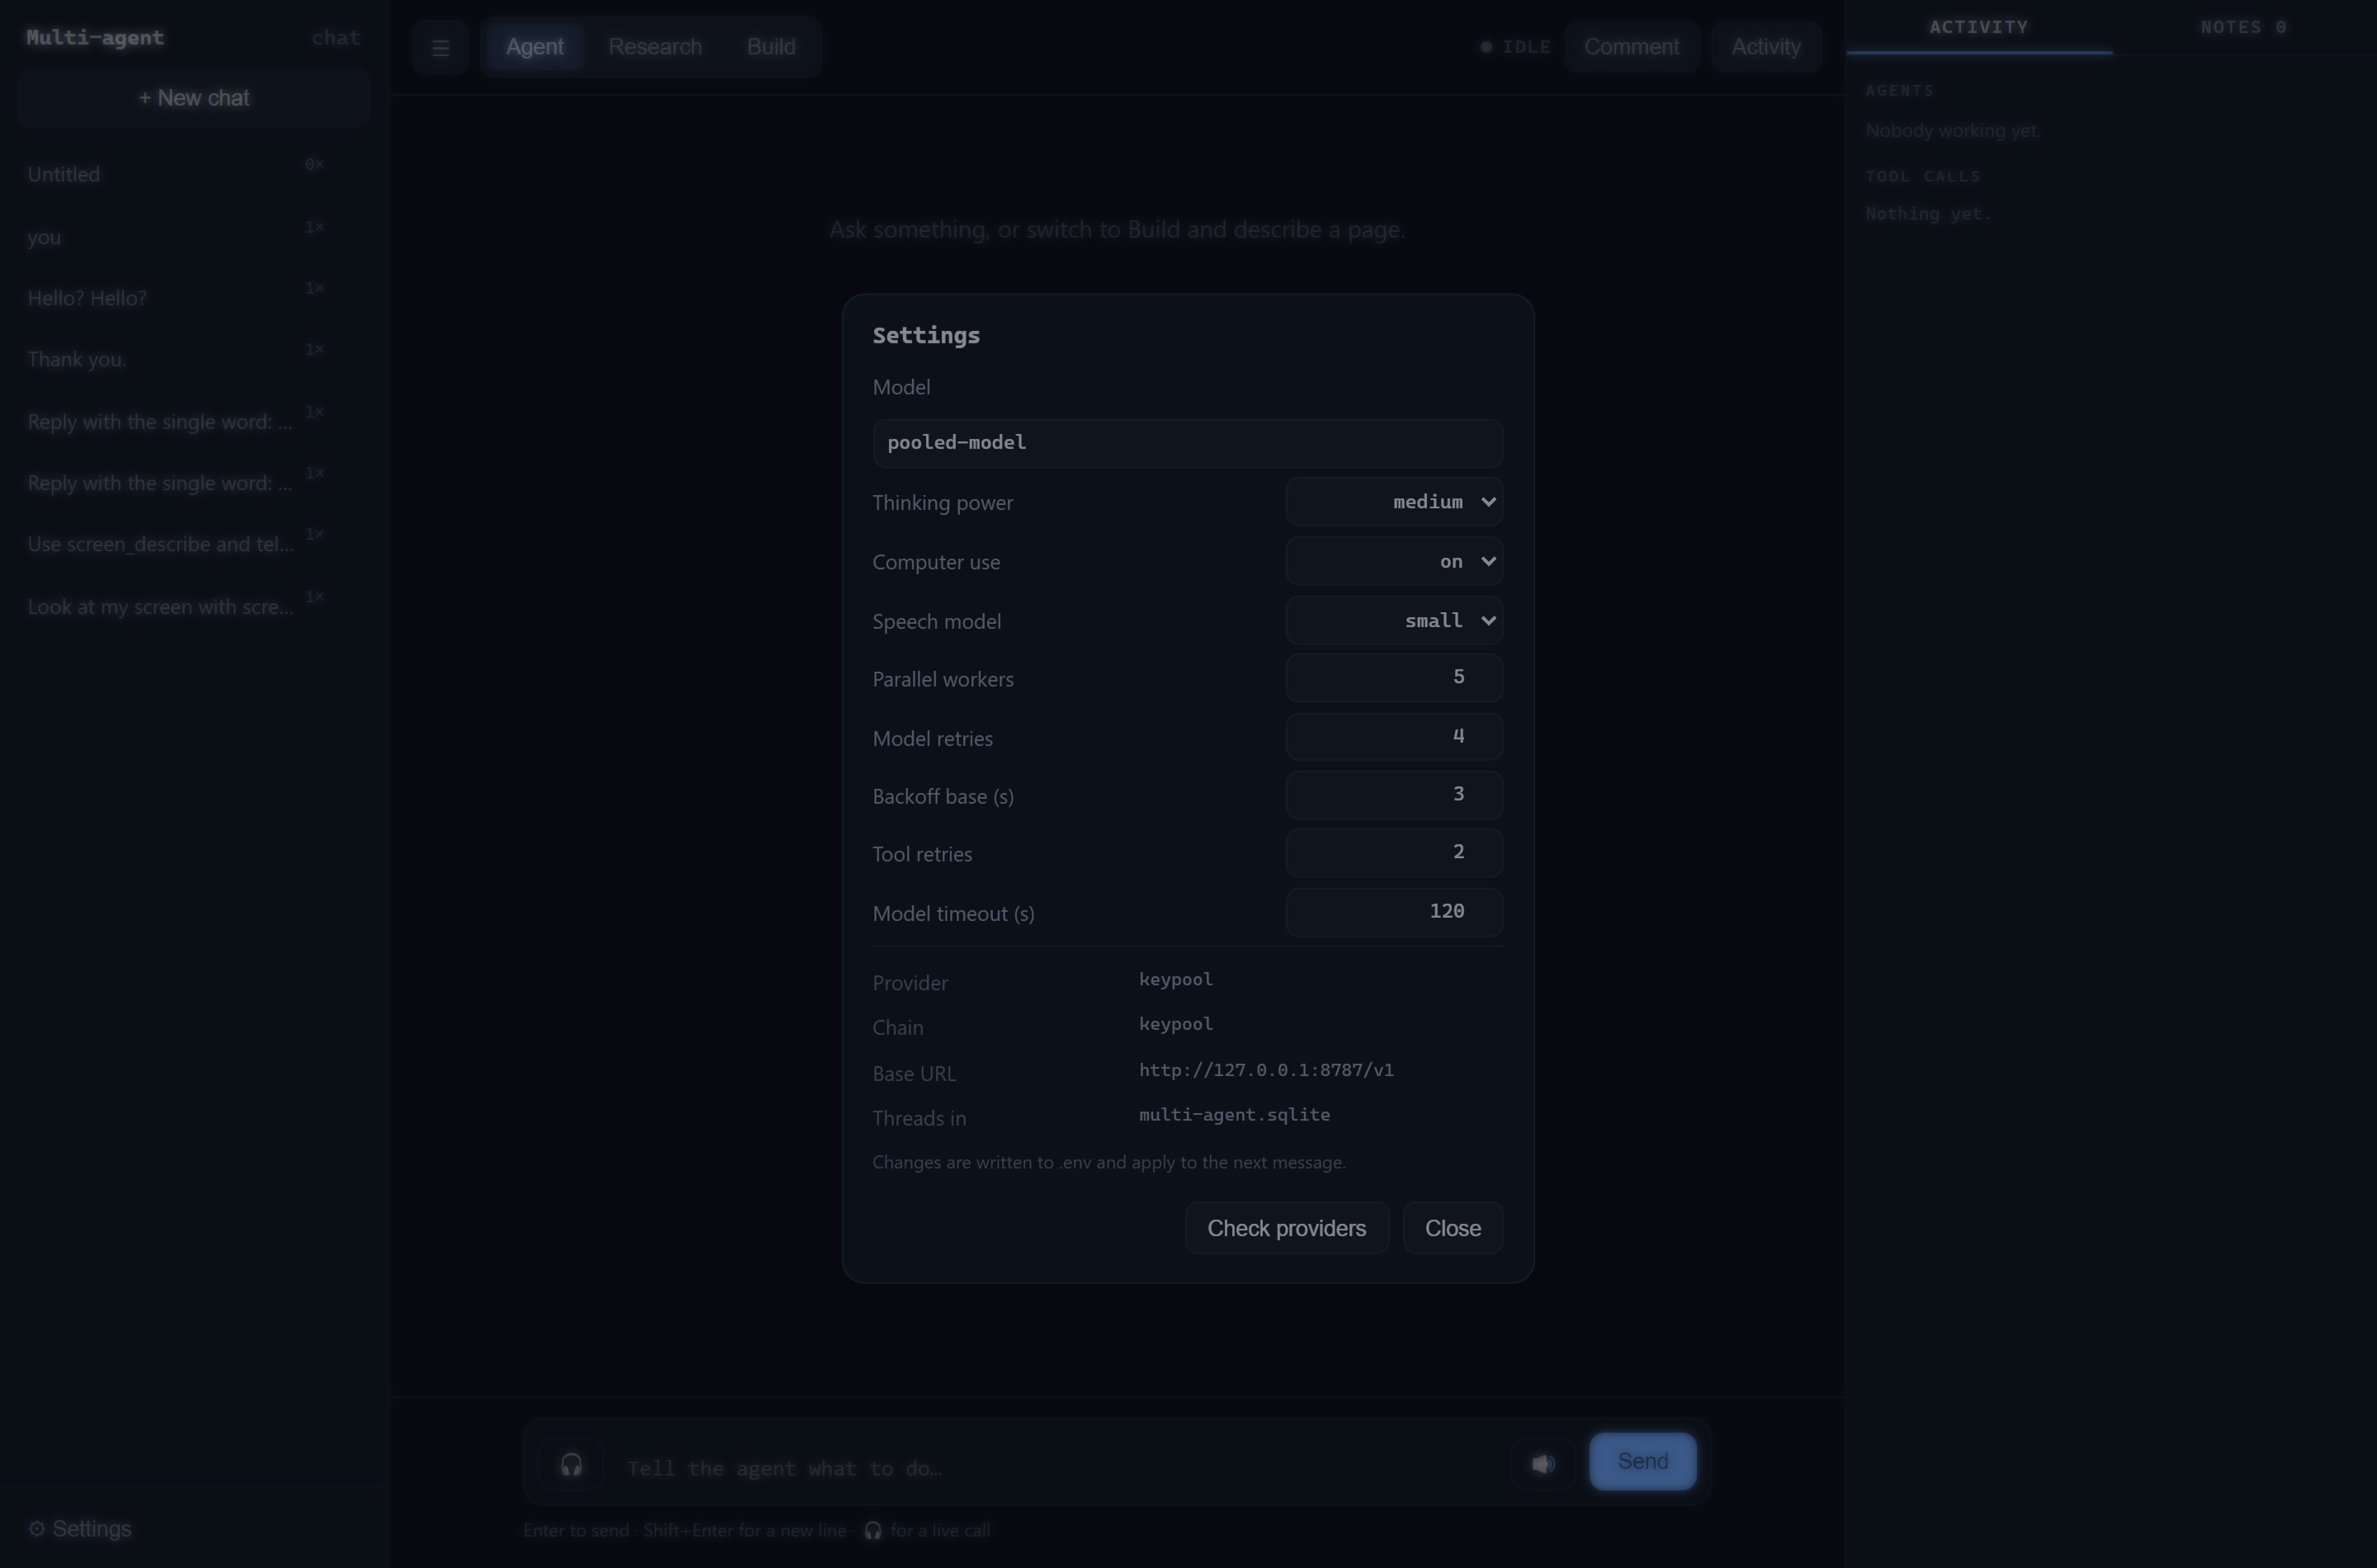 Multi-agent
chat
+ New chat
Untitled
0×
you
1×
Hello? Hello?
1×
Thank you.
1×
Reply with the single word: ...
1×
Reply with the single word: ...
1×
Use screen_describe and tel...
1×
Look at my screen with scre...
1×
⚙ Settings
☰
Agent
Research
Build
IDLE
Comment
Activity
Ask something, or switch to Build and describe a page.
Settings
Model
pooled-model
Thinking power
medium
Computer use
on
Speech model
small
Parallel workers
5
Model retries
4
Backoff base (s)
3
Tool retries
2
Model timeout (s)
120
Provider
keypool
Chain
keypool
Base URL
http://127.0.0.1:8787/v1
Threads in
multi-agent.sqlite
Changes are written to .env and apply to the next message.
Check providers
Close
Tell the agent what to do…
Send
Enter to send · Shift+Enter for a new line · 🎧 for a live call
ACTIVITY
NOTES 0
AGENTS
Nobody working yet.
TOOL CALLS
Nothing yet.